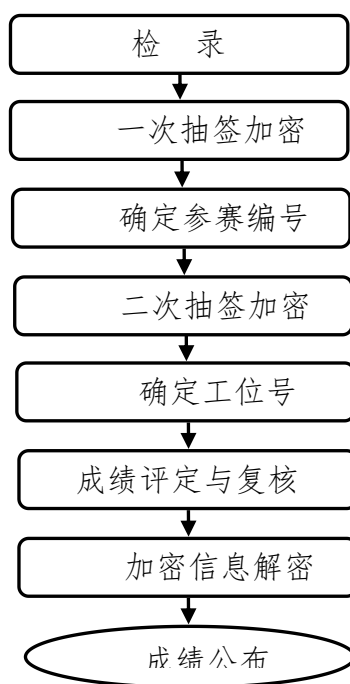 检 录
一次抽签加密
确定参赛编号
二次抽签加密
确定工位号
成绩评定与复核
加密信息解密
成绩公布